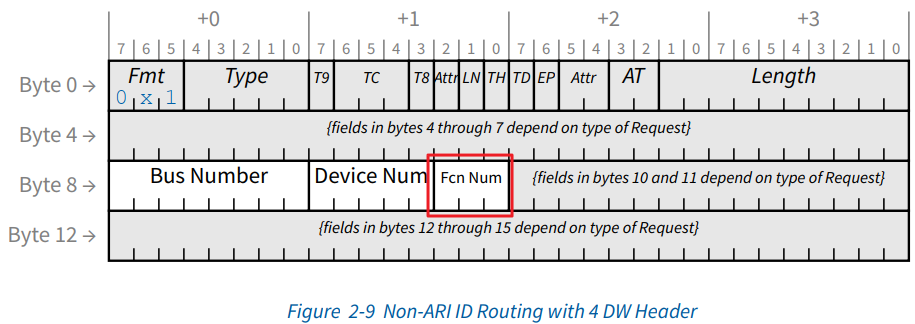 +0 +1 +2 +3
7 6 5 4 3 2 1 0 7 6 5 4 3 2 1 0 7 6 5 4 3 2 1 0 7 6 5 4 3 2 1 0
Byte 0 → Fmt Type T9 TC T8 Attr LN TH TD EP Attr AT Length
0 x 1
Byte 4 → {fields in bytes 4 through 7 depend on type of Request}
Byte 8 → Bus Number Device Num Fcn Num {fields in bytes 10 and 11 depend on type of Request}
Byte 12 → {fields in bytes 12 through 15 depend on type of Request}
Figure 2-9 Non-ARI ID Routing with 4 DW Header